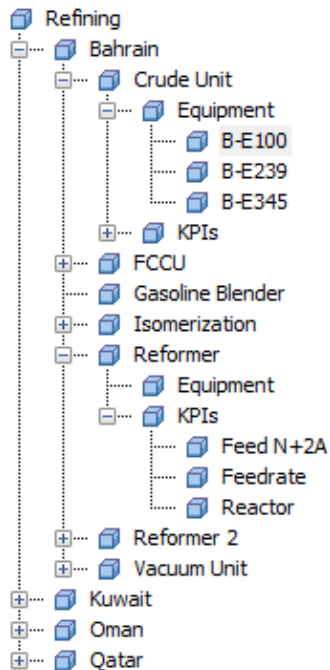 Refining
Bahrain
Crude Unit
Equipment
B-E100
B-E239
B-E345
KPIs
FCCU
Gasoline Blender
Isomerization
Reformer
Equipment
KPIs
Feed N+2A
Feedrate
Reactor
Reformer 2
Vacuum Unit
Kuwait
Oman
Qatar